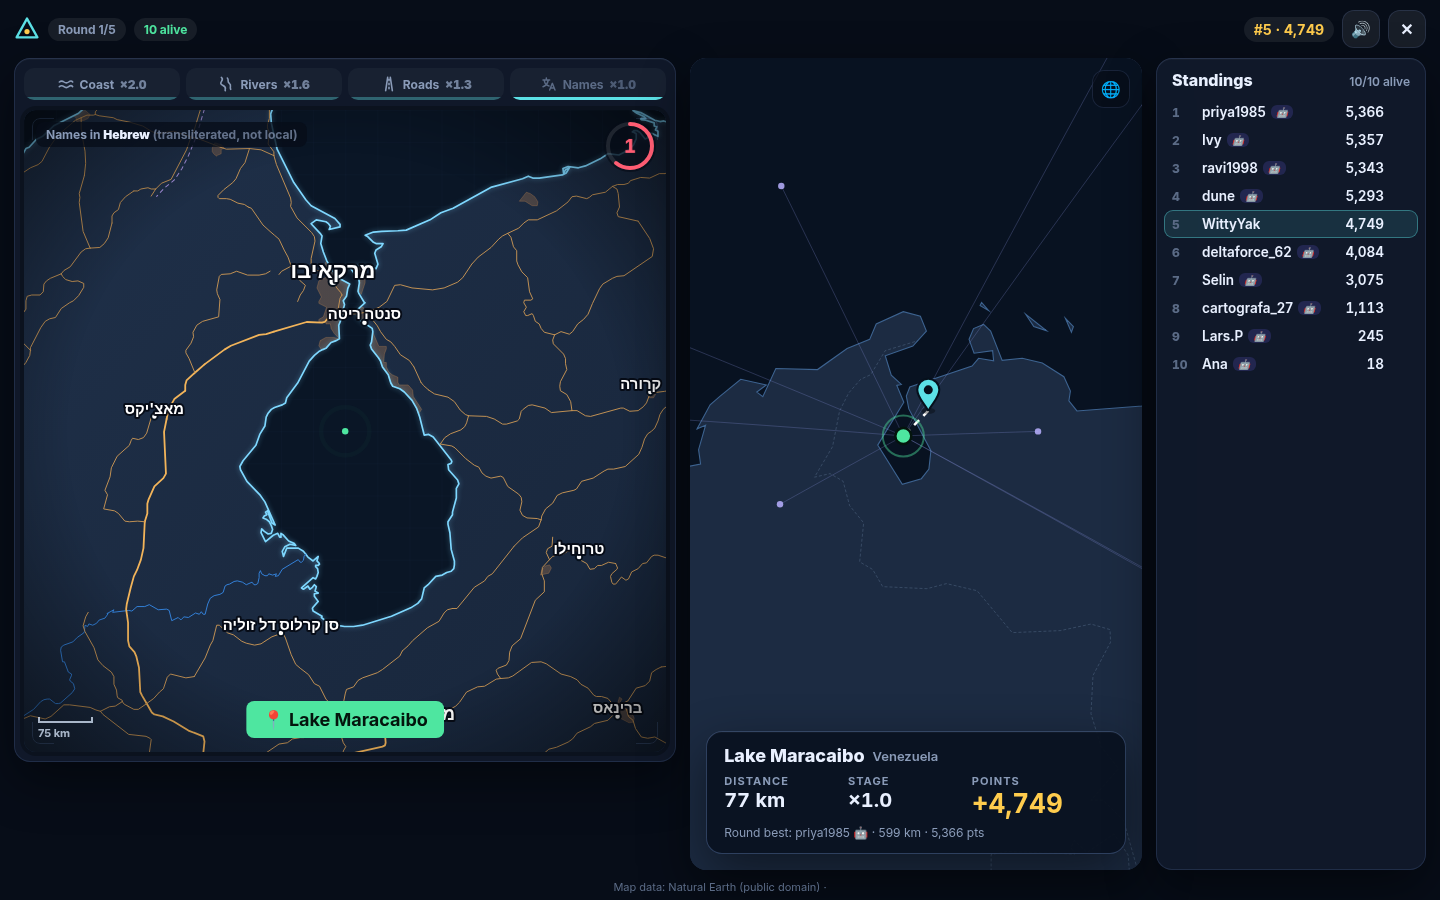 Round 1/5
10 alive
#5 · 4,749
Coast ×2.0
Rivers ×1.6
Roads ×1.3
Names ×1.0
Names in Hebrew (transliterated, not local)
1
מרקאיבו
סנטה ריטה
קרורה
מאצ'יקס
טרוחילו
סן קרלוס דל זוליה
ברינאס
75 km
Lake Maracaibo
Lake Maracaibo Venezuela
DISTANCE STAGE POINTS
77 km ×1.0 +4,749
Round best: priya1985 · 599 km · 5,366 pts
Standings 10/10 alive
1 priya1985 5,366
2 Ivy 5,357
3 ravi1998 5,343
4 dune 5,293
5 WittyYak 4,749
6 deltaforce_62 4,084
7 Selin 3,075
8 cartografa_27 1,113
9 Lars.P 245
10 Ana 18
Map data: Natural Earth (public domain) ·